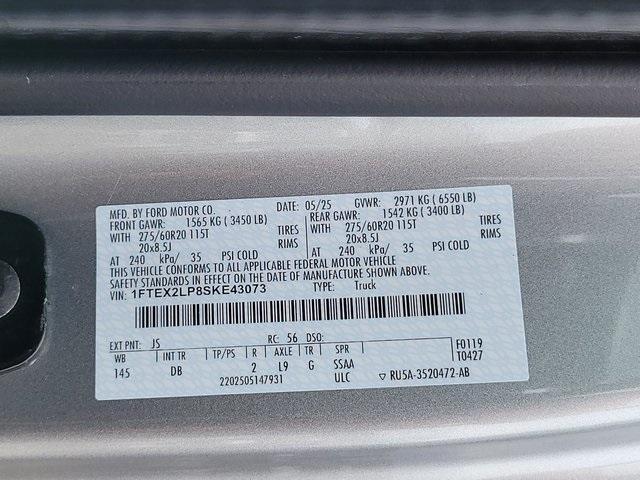 MFD. BY FORD MOTOR CO. DATE: 05/25 GVWR: 2971 KG ( 6550 LB)
FRONT GAWR: 1565 KG ( 3450 LB) REAR GAWR: 1542 KG ( 3400 LB)
WITH 275/60R20 115T TIRES WITH 275/60R20 115T TIRES
20x8.5J RIMS 20x8.5J RIMS
AT 240 kPa/ 35 PSI COLD AT 240 kPa/ 35 PSI COLD
THIS VEHICLE CONFORMS TO ALL APPLICABLE FEDERAL MOTOR VEHICLE
SAFETY STANDARDS IN EFFECT ON THE DATE OF MANUFACTURE SHOWN ABOVE.
VIN: 1FTEX2LP8SKE43073 TYPE: Truck
EXT PNT: JS RC: 56 DSO:
WB INT TR TP/PS R AXLE TR SPR F0119
145 DB 2 L9 G SSAA T0427
2202505147931 ULC ▽ RU5A-3520472-AB